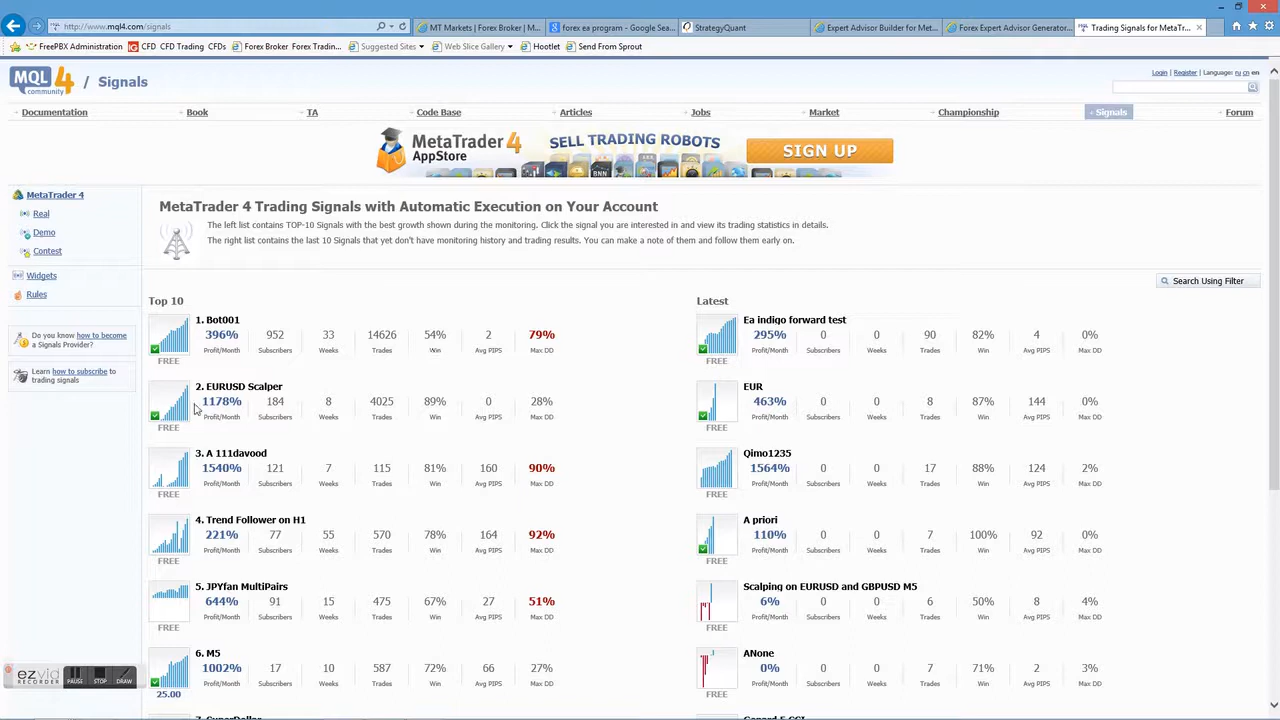 http://www.mql4.com/signals
MT Markets | Forex Broker | M...
forex ea program - Google Sea...
StrategyQuant
Expert Advisor Builder for Met...
Forex Expert Advisor Generator...
Trading Signals for MetaTr...
FreePBX Administration
CFD CFD Trading CFDs
Forex Broker Forex Tradin...
Suggested Sites
Web Slice Gallery
Hootlet
Send From Sprout
MQL4 community / Signals
Login | Register | Language: ru cn en
Documentation
Book
TA
Code Base
Articles
Jobs
Market
Championship
Signals
Forum
MetaTrader 4 AppStore
SELL TRADING ROBOTS
SIGN UP
MetaTrader 4
Real
Demo
Contest
Widgets
Rules
Do you know how to become
a Signals Provider?
Learn how to subscribe to
trading signals
MetaTrader 4 Trading Signals with Automatic Execution on Your Account
The left list contains TOP-10 Signals with the best growth shown during the monitoring. Click the signal you are interested in and view its trading statistics in details.
The right list contains the last 10 Signals that yet don't have monitoring history and trading results. You can make a note of them and follow them early on.
Search Using Filter
Top 10
1. Bot001
396% 952 33 14626 54% 2 79%
Profit/Month Subscribers Weeks Trades Win Avg PIPS Max DD
FREE
2. EURUSD Scalper
1178% 184 8 4025 89% 0 28%
Profit/Month Subscribers Weeks Trades Win Avg PIPS Max DD
FREE
3. A 111davood
1540% 121 7 115 81% 160 90%
Profit/Month Subscribers Weeks Trades Win Avg PIPS Max DD
FREE
4. Trend Follower on H1
221% 77 55 570 78% 164 92%
Profit/Month Subscribers Weeks Trades Win Avg PIPS Max DD
FREE
5. JPYfan MultiPairs
644% 91 15 475 67% 27 51%
Profit/Month Subscribers Weeks Trades Win Avg PIPS Max DD
FREE
6. M5
1002% 17 10 587 72% 66 27%
Profit/Month Subscribers Weeks Trades Win Avg PIPS Max DD
25.00
7. SuperDollar
Latest
Ea indigo forward test
295% 0 0 90 82% 4 0%
Profit/Month Subscribers Weeks Trades Win Avg PIPS Max DD
FREE
EUR
463% 0 0 8 87% 144 0%
Profit/Month Subscribers Weeks Trades Win Avg PIPS Max DD
FREE
Qimo1235
1564% 0 0 17 88% 124 2%
Profit/Month Subscribers Weeks Trades Win Avg PIPS Max DD
FREE
A priori
110% 0 0 7 100% 92 0%
Profit/Month Subscribers Weeks Trades Win Avg PIPS Max DD
FREE
Scalping on EURUSD and GBPUSD M5
6% 0 0 6 50% 8 4%
Profit/Month Subscribers Weeks Trades Win Avg PIPS Max DD
FREE
ANone
0% 0 0 7 71% 2 3%
Profit/Month Subscribers Weeks Trades Win Avg PIPS Max DD
FREE
ezvid
RECORDER
PAUSE
STOP
DRAW